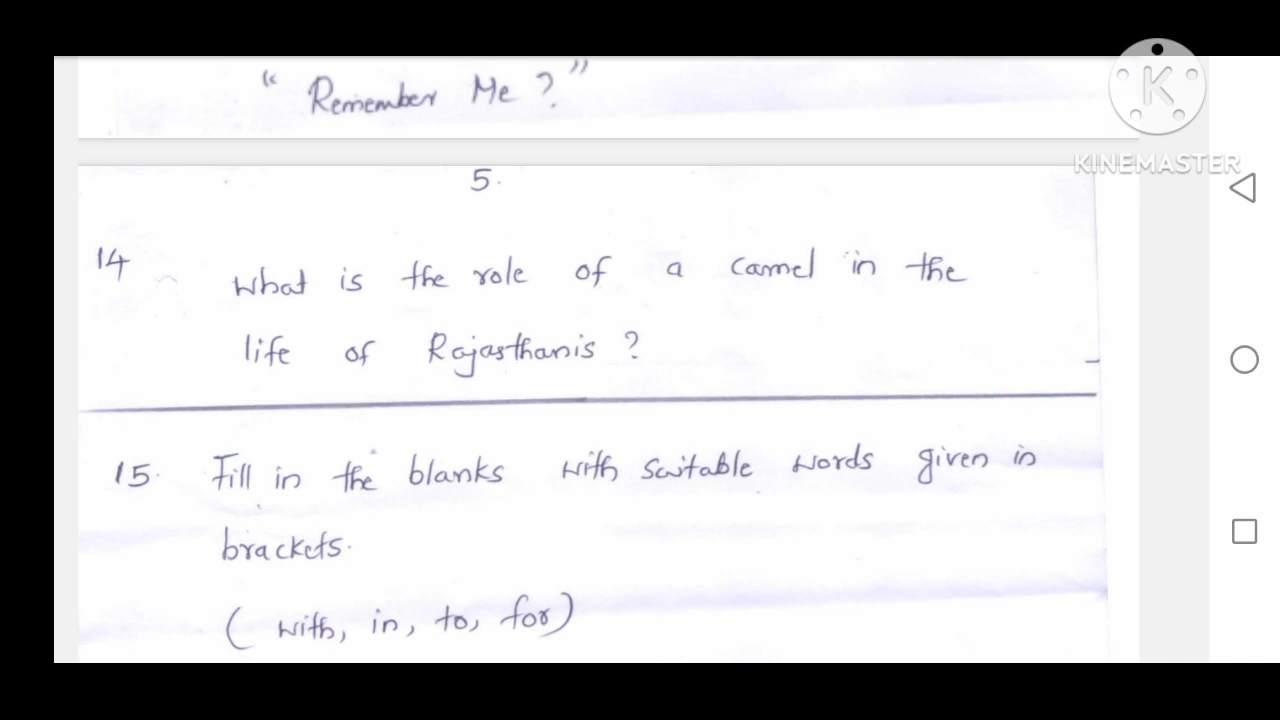 "Remember Me ?"
K
KINEMASTER
5.
14 What is the role of a camel in the
life of Rajasthanis ?
15. Fill in the blanks with suitable words given in
brackets.
( with, in, to, for)